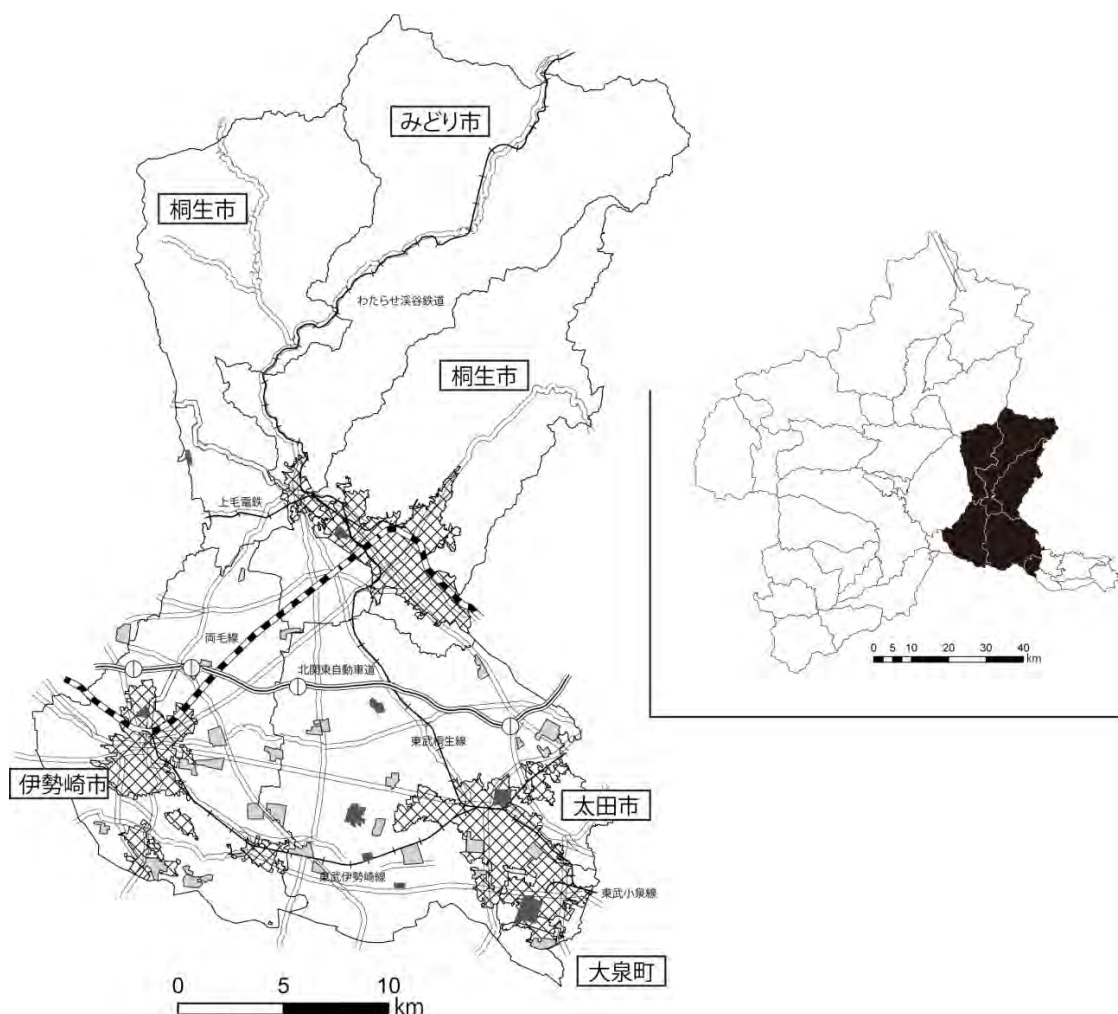 みどり市
桐生市
わたらせ渓谷鉄道
桐生市
上毛電鉄
両毛線
北関東自動車道
東武桐生線
伊勢崎市
太田市
東武伊勢崎線
東武小泉線
大泉町
0 5 10
km
0 5 10 20 30 40
km